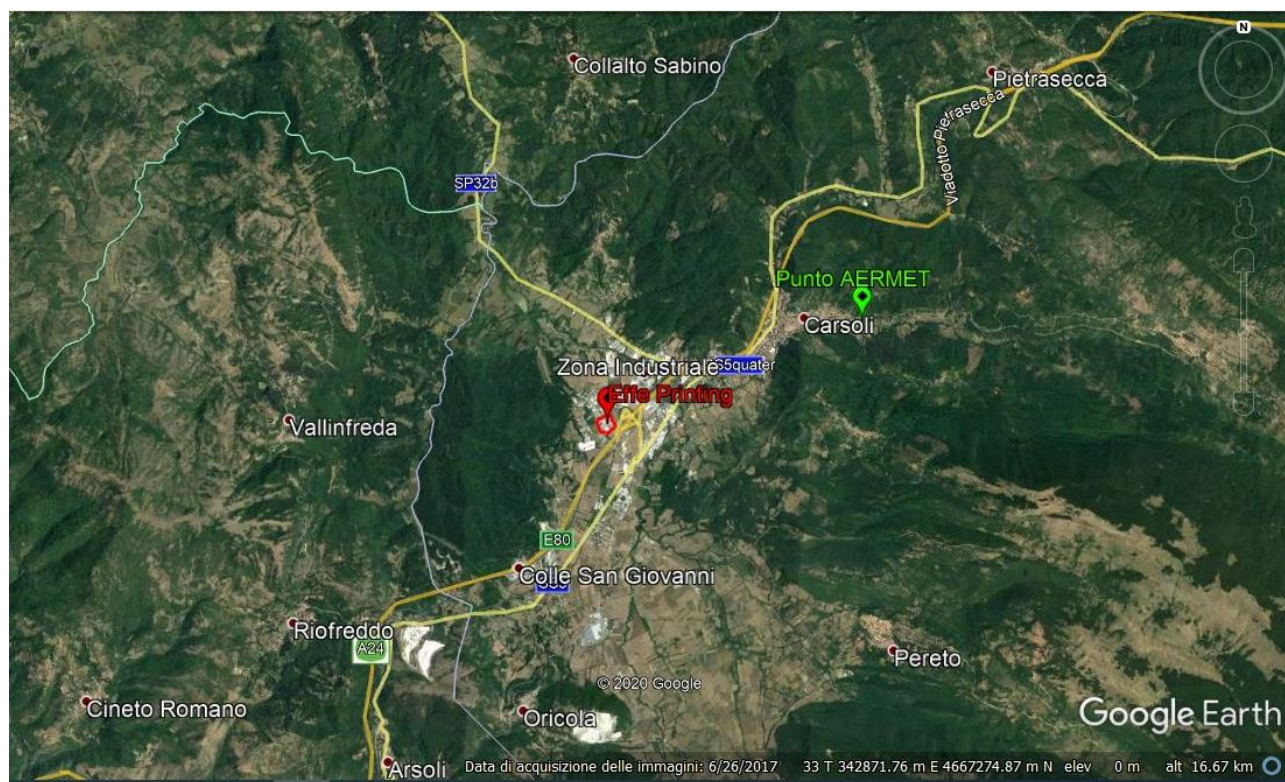 N
Collalto Sabino
Pietrasecca
Viadotto Pietrasecca
SP32b
Punto AERMET
Carsoli
S5quater
Zona Industriale
Effe Printing
Vallinfreda
E80
Colle San Giovanni
Riofreddo
A24
Pereto
© 2020 Google
Cineto Romano
Oricola
Google Earth
Arsoli
Data di acquisizione delle immagini: 6/26/2017 33 T 342871.76 m E 4667274.87 m N elev 0 m alt 16.67 km